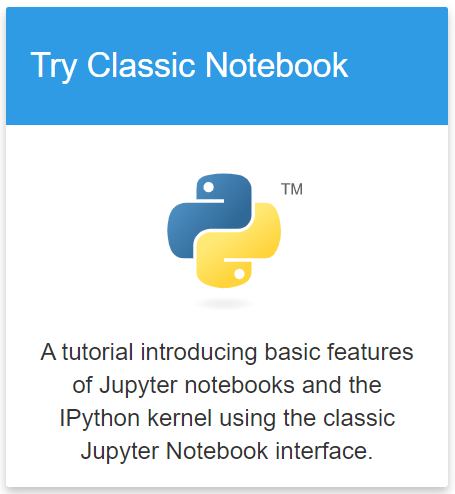 Try Classic Notebook
TM
A tutorial introducing basic features
of Jupyter notebooks and the
IPython kernel using the classic
Jupyter Notebook interface.